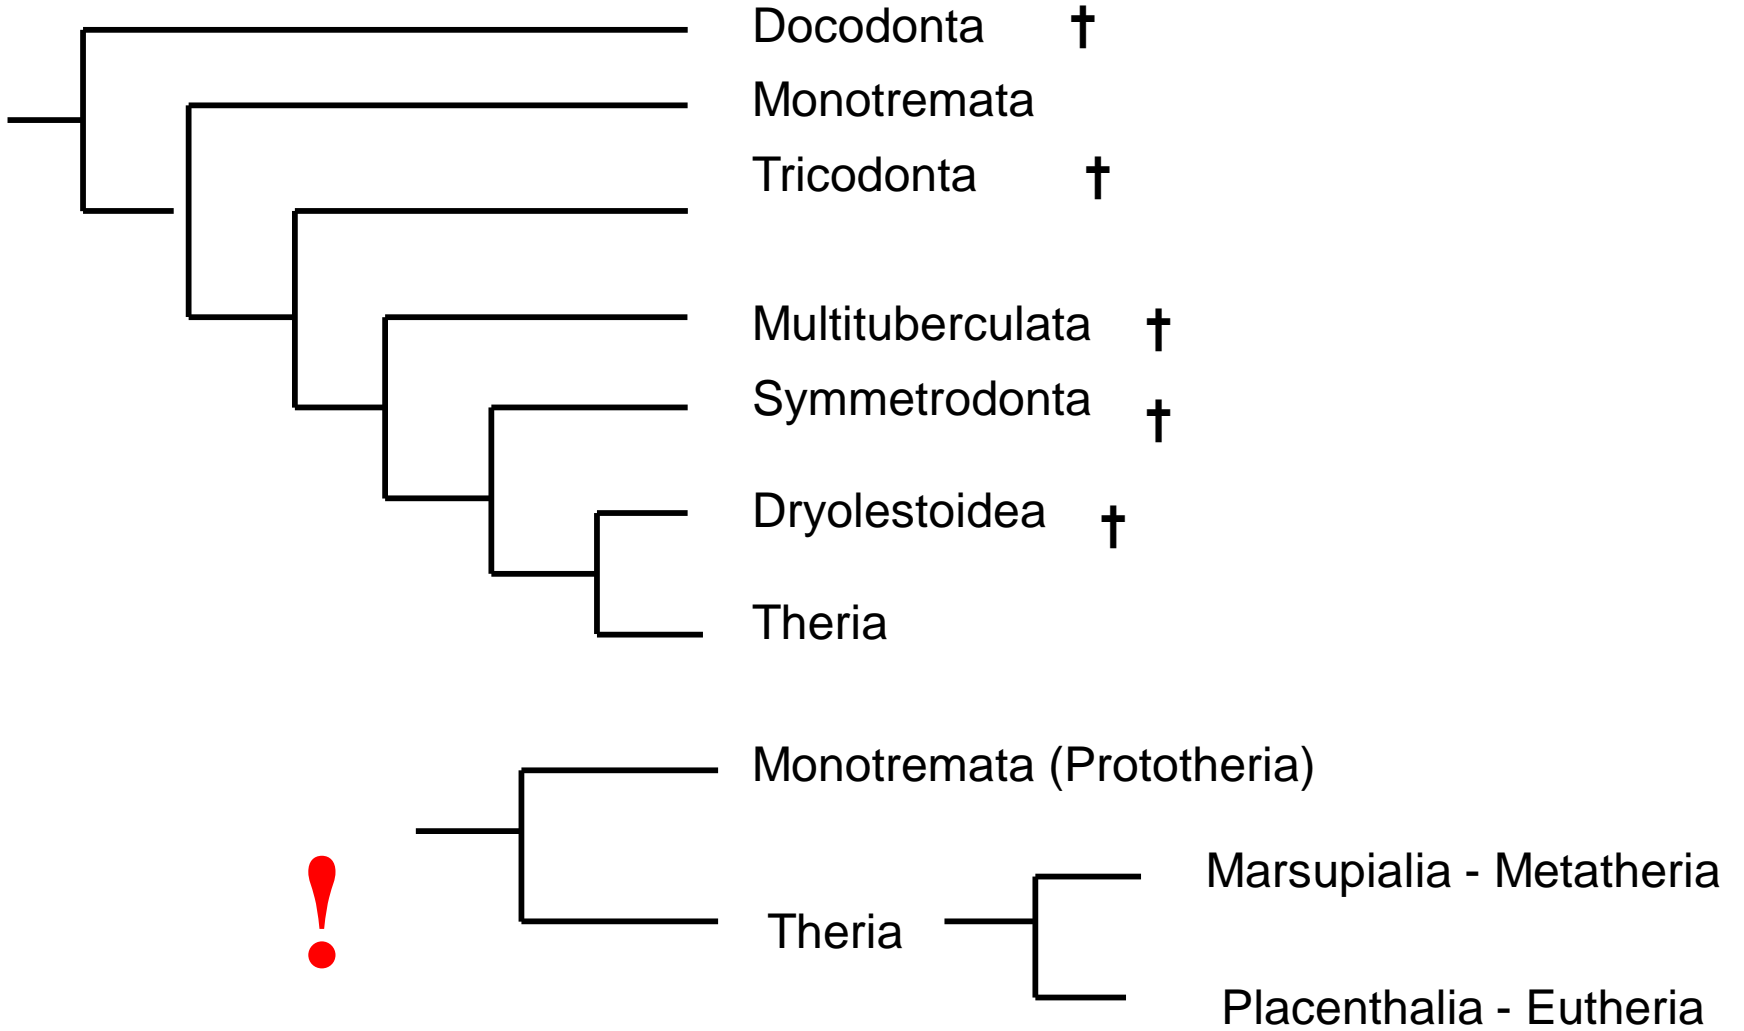 Docodonta †
Monotremata
Tricodonta †
Multituberculata †
Symmetrodonta †
Dryolestoidea †
Theria
Monotremata (Prototheria)
!
Marsupialia - Metatheria
Theria
Placenthalia - Eutheria